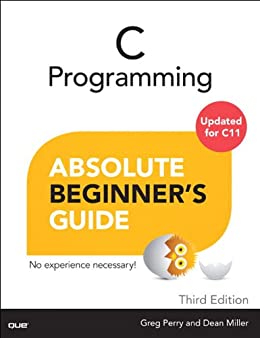 C
Programming
Updated
for C11
ABSOLUTE
BEGINNER'S
GUIDE
No experience necessary!
Third Edition
Greg Perry and Dean Miller
que